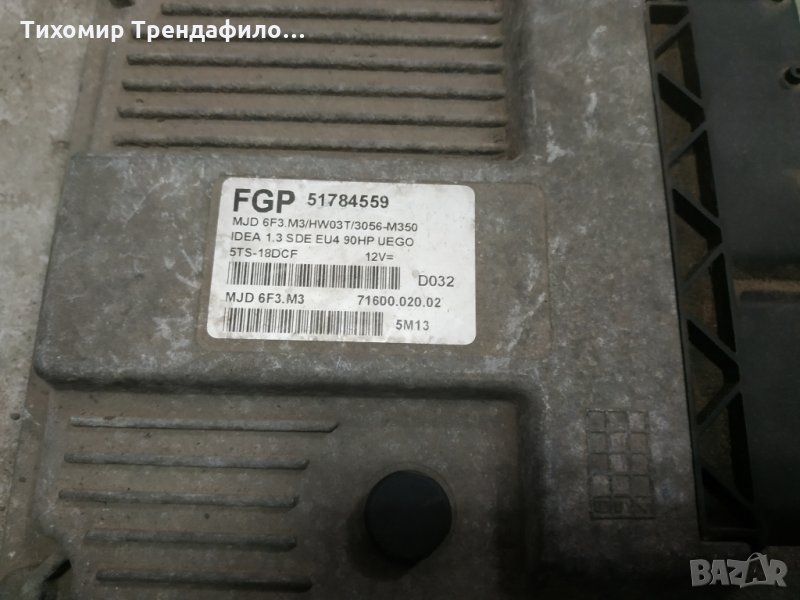 Тихомир Трендафило...
FGP 51784559
MJD 6F3.M3/HW03T/3056-M350
IDEA 1.3 SDE EU4 90HP UEGO
5TS-18DCF 12V=
D032
MJD 6F3.M3 71600.020.02
5M13
BAZAR